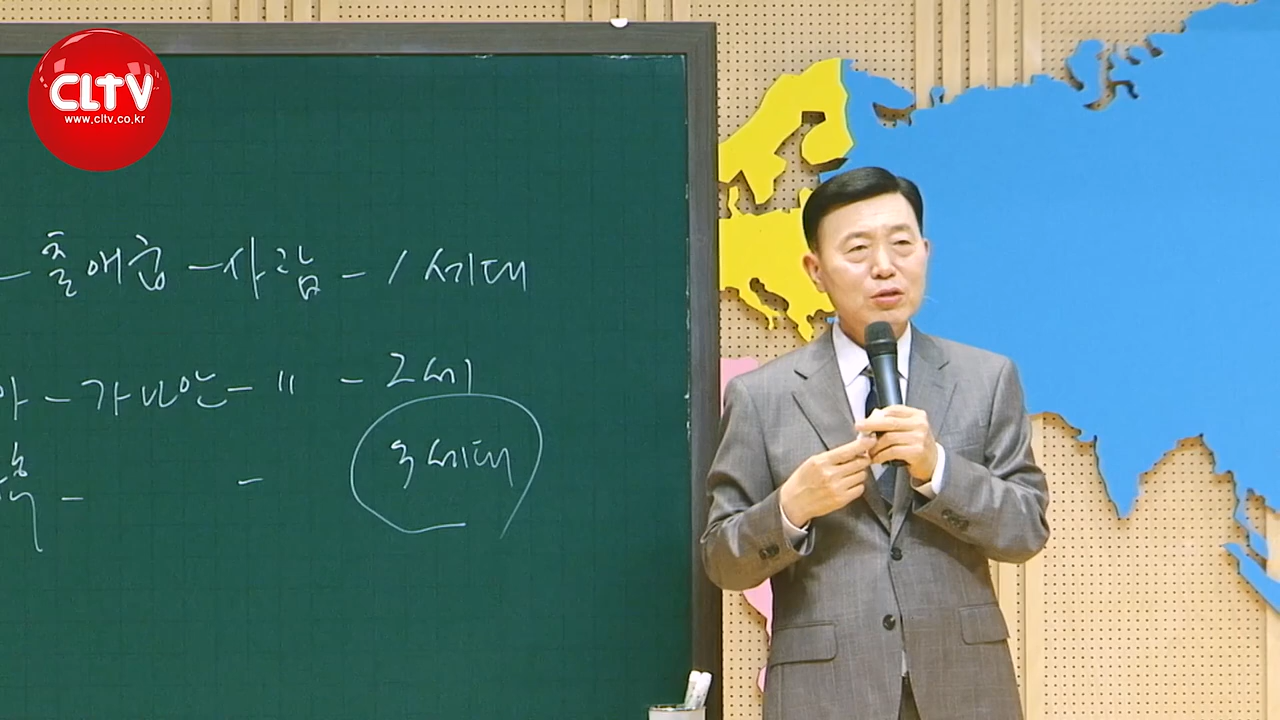 CLTV
www.cltv.co.kr
- 출애굽 - 사람 - 1세대
아 - 가나안 - 〃 - 2세
- - 3세대